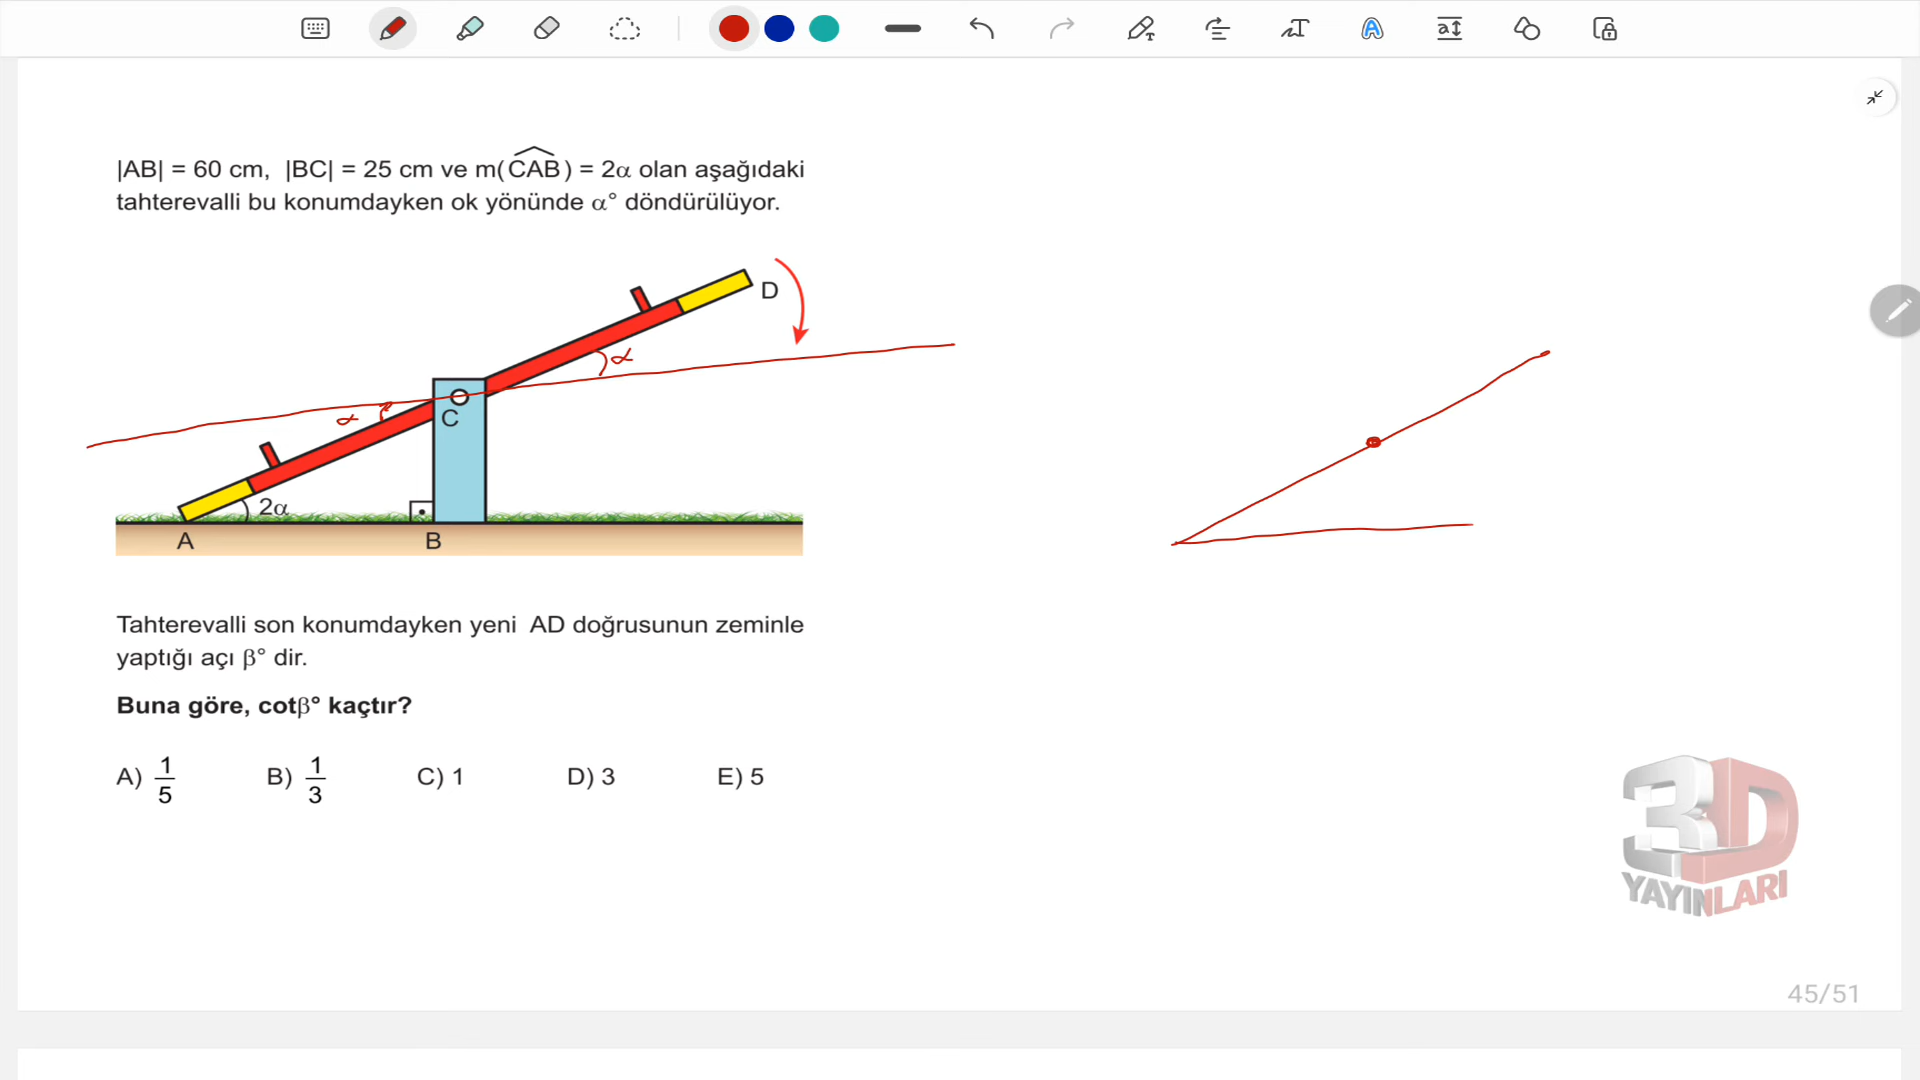 |AB| = 60 cm, |BC| = 25 cm ve m(CAB) = 2α olan aşağıdaki
tahterevalli bu konumdayken ok yönünde α° döndürülüyor.
D
α
α
C
2α
A
B
Tahterevalli son konumdayken yeni AD doğrusunun zeminle
yaptığı açı β° dir.
Buna göre, cotβ° kaçtır?
A) 1/5 B) 1/3 C) 1 D) 3 E) 5
3D
YAYINLARI
45/51